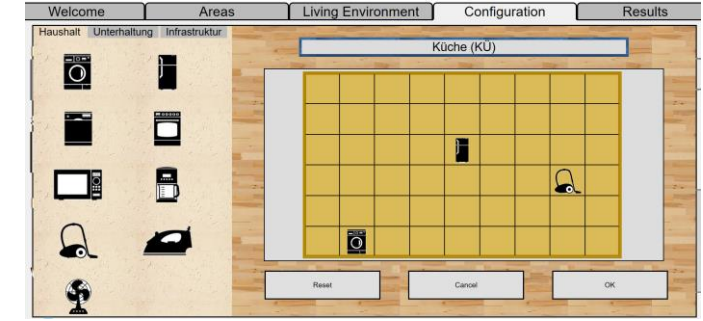 Welcome Areas Living Environment Configuration Results
Haushalt Unterhaltung Infrastruktur
Küche (KÜ)
Reset Cancel OK